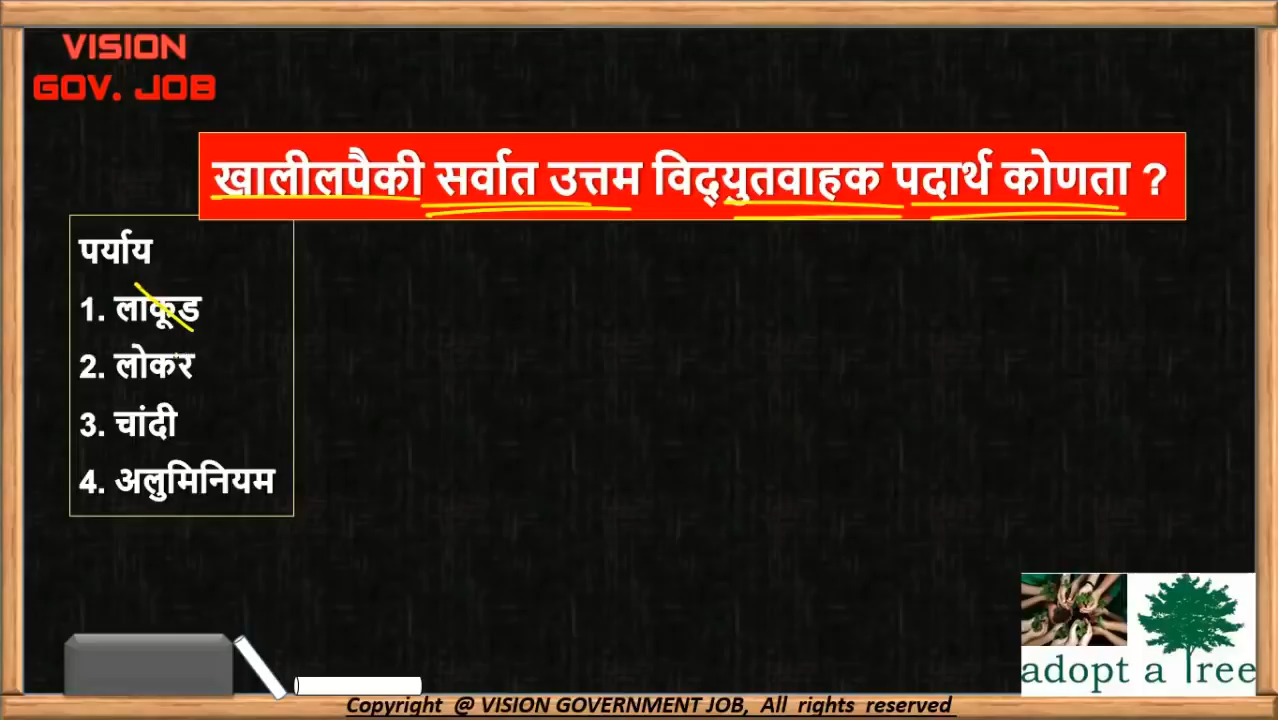 VISION
GOV. JOB
खालीलपैकी सर्वात उत्तम विद्युतवाहक पदार्थ कोणता ?
पर्याय
1. लाकूड
2. लोकर
3. चांदी
4. अलुमिनियम
adopt a Tree
Copyright @ VISION GOVERNMENT JOB, All rights reserved